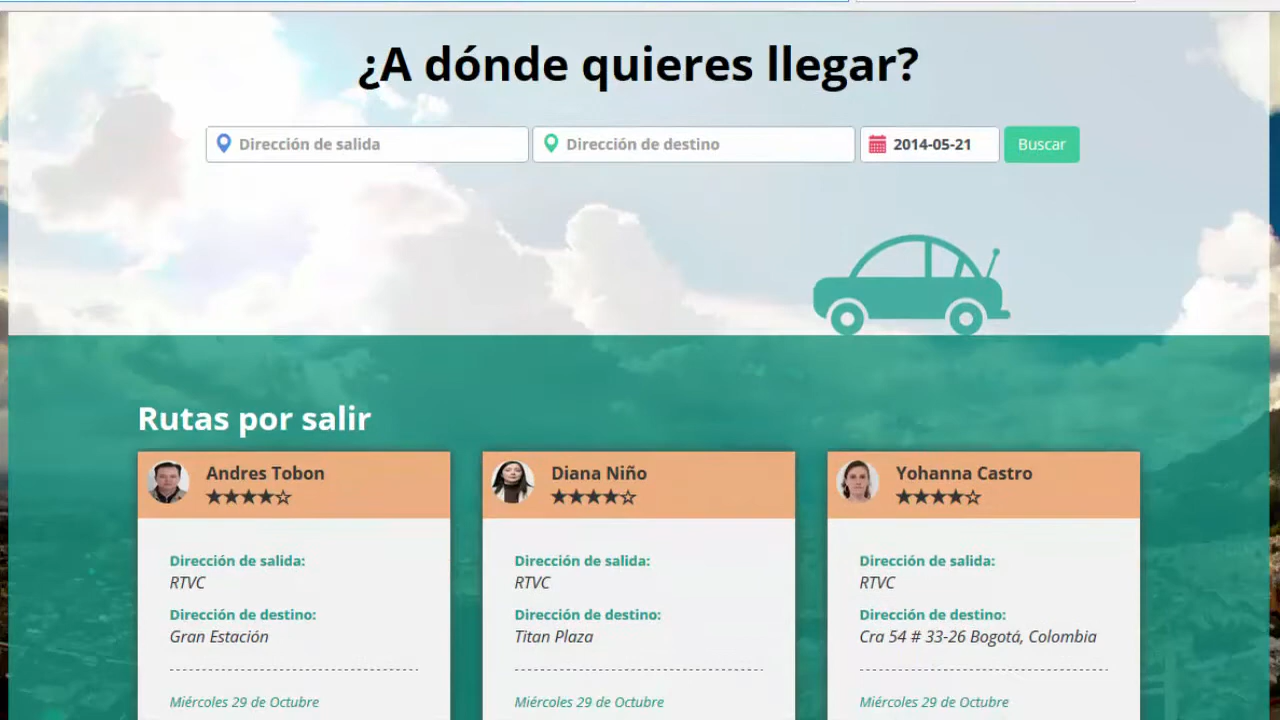 ¿A dónde quieres llegar?
Dirección de salida
Dirección de destino
2014-05-21
Buscar
Rutas por salir
Andres Tobon
Dirección de salida:
RTVC
Dirección de destino:
Gran Estación
Miércoles 29 de Octubre
Diana Niño
Dirección de salida:
RTVC
Dirección de destino:
Titan Plaza
Miércoles 29 de Octubre
Yohanna Castro
Dirección de salida:
RTVC
Dirección de destino:
Cra 54 # 33-26 Bogotá, Colombia
Miércoles 29 de Octubre